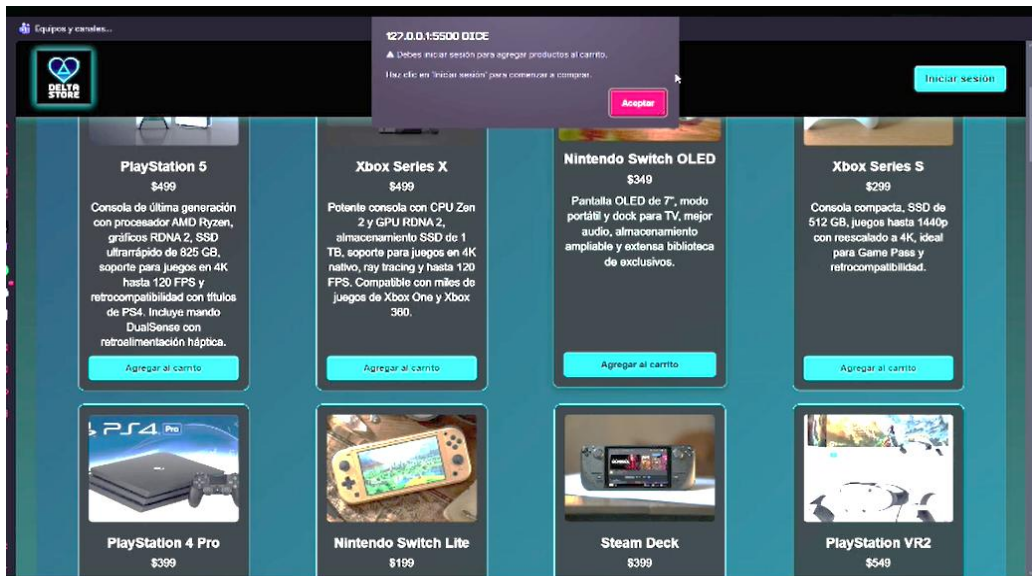 Equipos y canales...
127.0.0.1:5500 DICE
⚠ Debes iniciar sesión para agregar productos al carrito.
Haz clic en "Iniciar sesión" para comenzar a comprar.
Aceptar
DELTA
STORE
Iniciar sesión
PlayStation 5
$499
Consola de última generación
con procesador AMD Ryzen,
gráficos RDNA 2, SSD
ultrarrápido de 825 GB,
soporte para juegos en 4K
hasta 120 FPS y
retrocompatibilidad con títulos
de PS4. Incluye mando
DualSense con
retroalimentación háptica.
Agregar al carrito
Xbox Series X
$499
Potente consola con CPU Zen
2 y GPU RDNA 2,
almacenamiento SSD de 1
TB, soporte para juegos en 4K
nativo, ray tracing y hasta 120
FPS. Compatible con miles de
juegos de Xbox One y Xbox
360.
Agregar al carrito
Nintendo Switch OLED
$349
Pantalla OLED de 7", modo
portátil y dock para TV, mejor
audio, almacenamiento
ampliable y extensa biblioteca
de exclusivos.
Agregar al carrito
Xbox Series S
$299
Consola compacta, SSD de
512 GB, juegos hasta 1440p
con reescalado a 4K, ideal
para Game Pass y
retrocompatibilidad.
Agregar al carrito
PS4 Pro
PlayStation 4 Pro
$399
Nintendo Switch Lite
$199
Steam Deck
$399
PlayStation VR2
$549